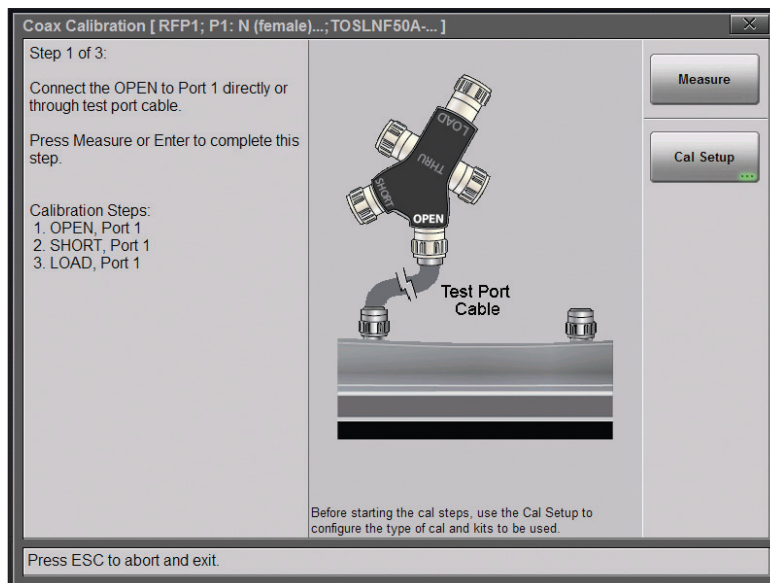 Coax Calibration [ RFP1; P1: N (female)...;TOSLNF50A-... ]
Step 1 of 3:
Connect the OPEN to Port 1 directly or
through test port cable.
Press Measure or Enter to complete this
step.
Calibration Steps:
1. OPEN, Port 1
2. SHORT, Port 1
3. LOAD, Port 1
LOAD
THRU
SHORT
OPEN
Test Port
Cable
Before starting the cal steps, use the Cal Setup to
configure the type of cal and kits to be used.
Measure
Cal Setup
Press ESC to abort and exit.